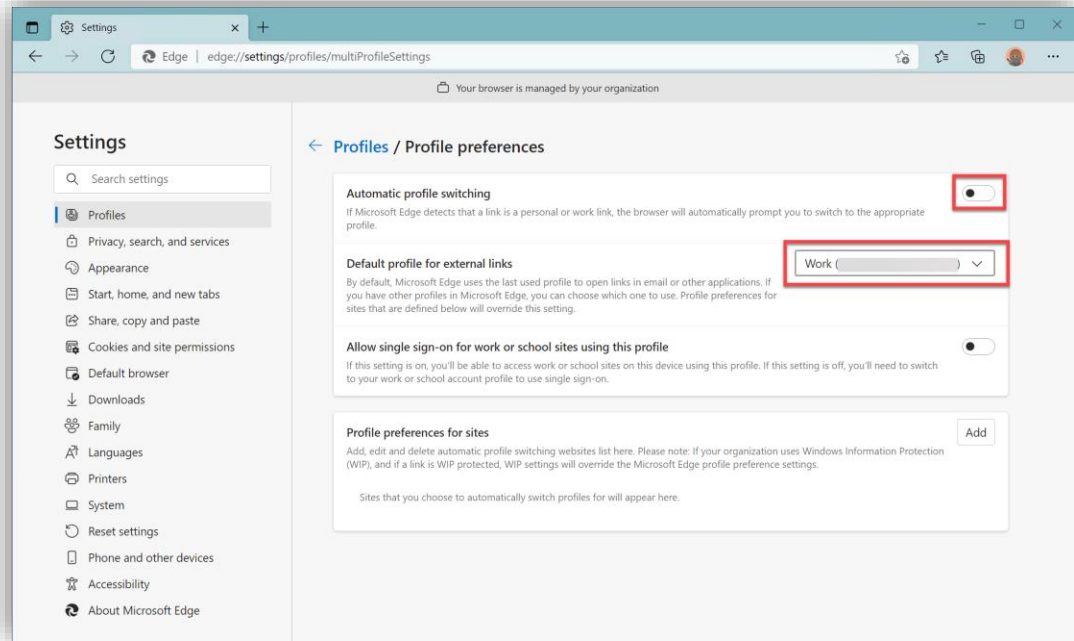 Settings
Edge | edge://settings/profiles/multiProfileSettings
Your browser is managed by your organization
Settings
Search settings
Profiles
Privacy, search, and services
Appearance
Start, home, and new tabs
Share, copy and paste
Cookies and site permissions
Default browser
Downloads
Family
Languages
Printers
System
Reset settings
Phone and other devices
Accessibility
About Microsoft Edge
Profiles / Profile preferences
Automatic profile switching
If Microsoft Edge detects that a link is a personal or work link, the browser will automatically prompt you to switch to the appropriate
profile.
Default profile for external links
Work ( )
By default, Microsoft Edge uses the last used profile to open links in email or other applications. If
you have other profiles in Microsoft Edge, you can choose which one to use. Profile preferences for
sites that are defined below will override this setting.
Allow single sign-on for work or school sites using this profile
If this setting is on, you'll be able to access work or school sites on this device using this profile. If this setting is off, you'll need to switch
to your work or school account profile to use single sign-on.
Profile preferences for sites
Add
Add, edit and delete automatic profile switching websites list here. Please note: If your organization uses Windows Information Protection
(WIP), and if a link is WIP protected, WIP settings will override the Microsoft Edge profile preference settings.
Sites that you choose to automatically switch profiles for will appear here.